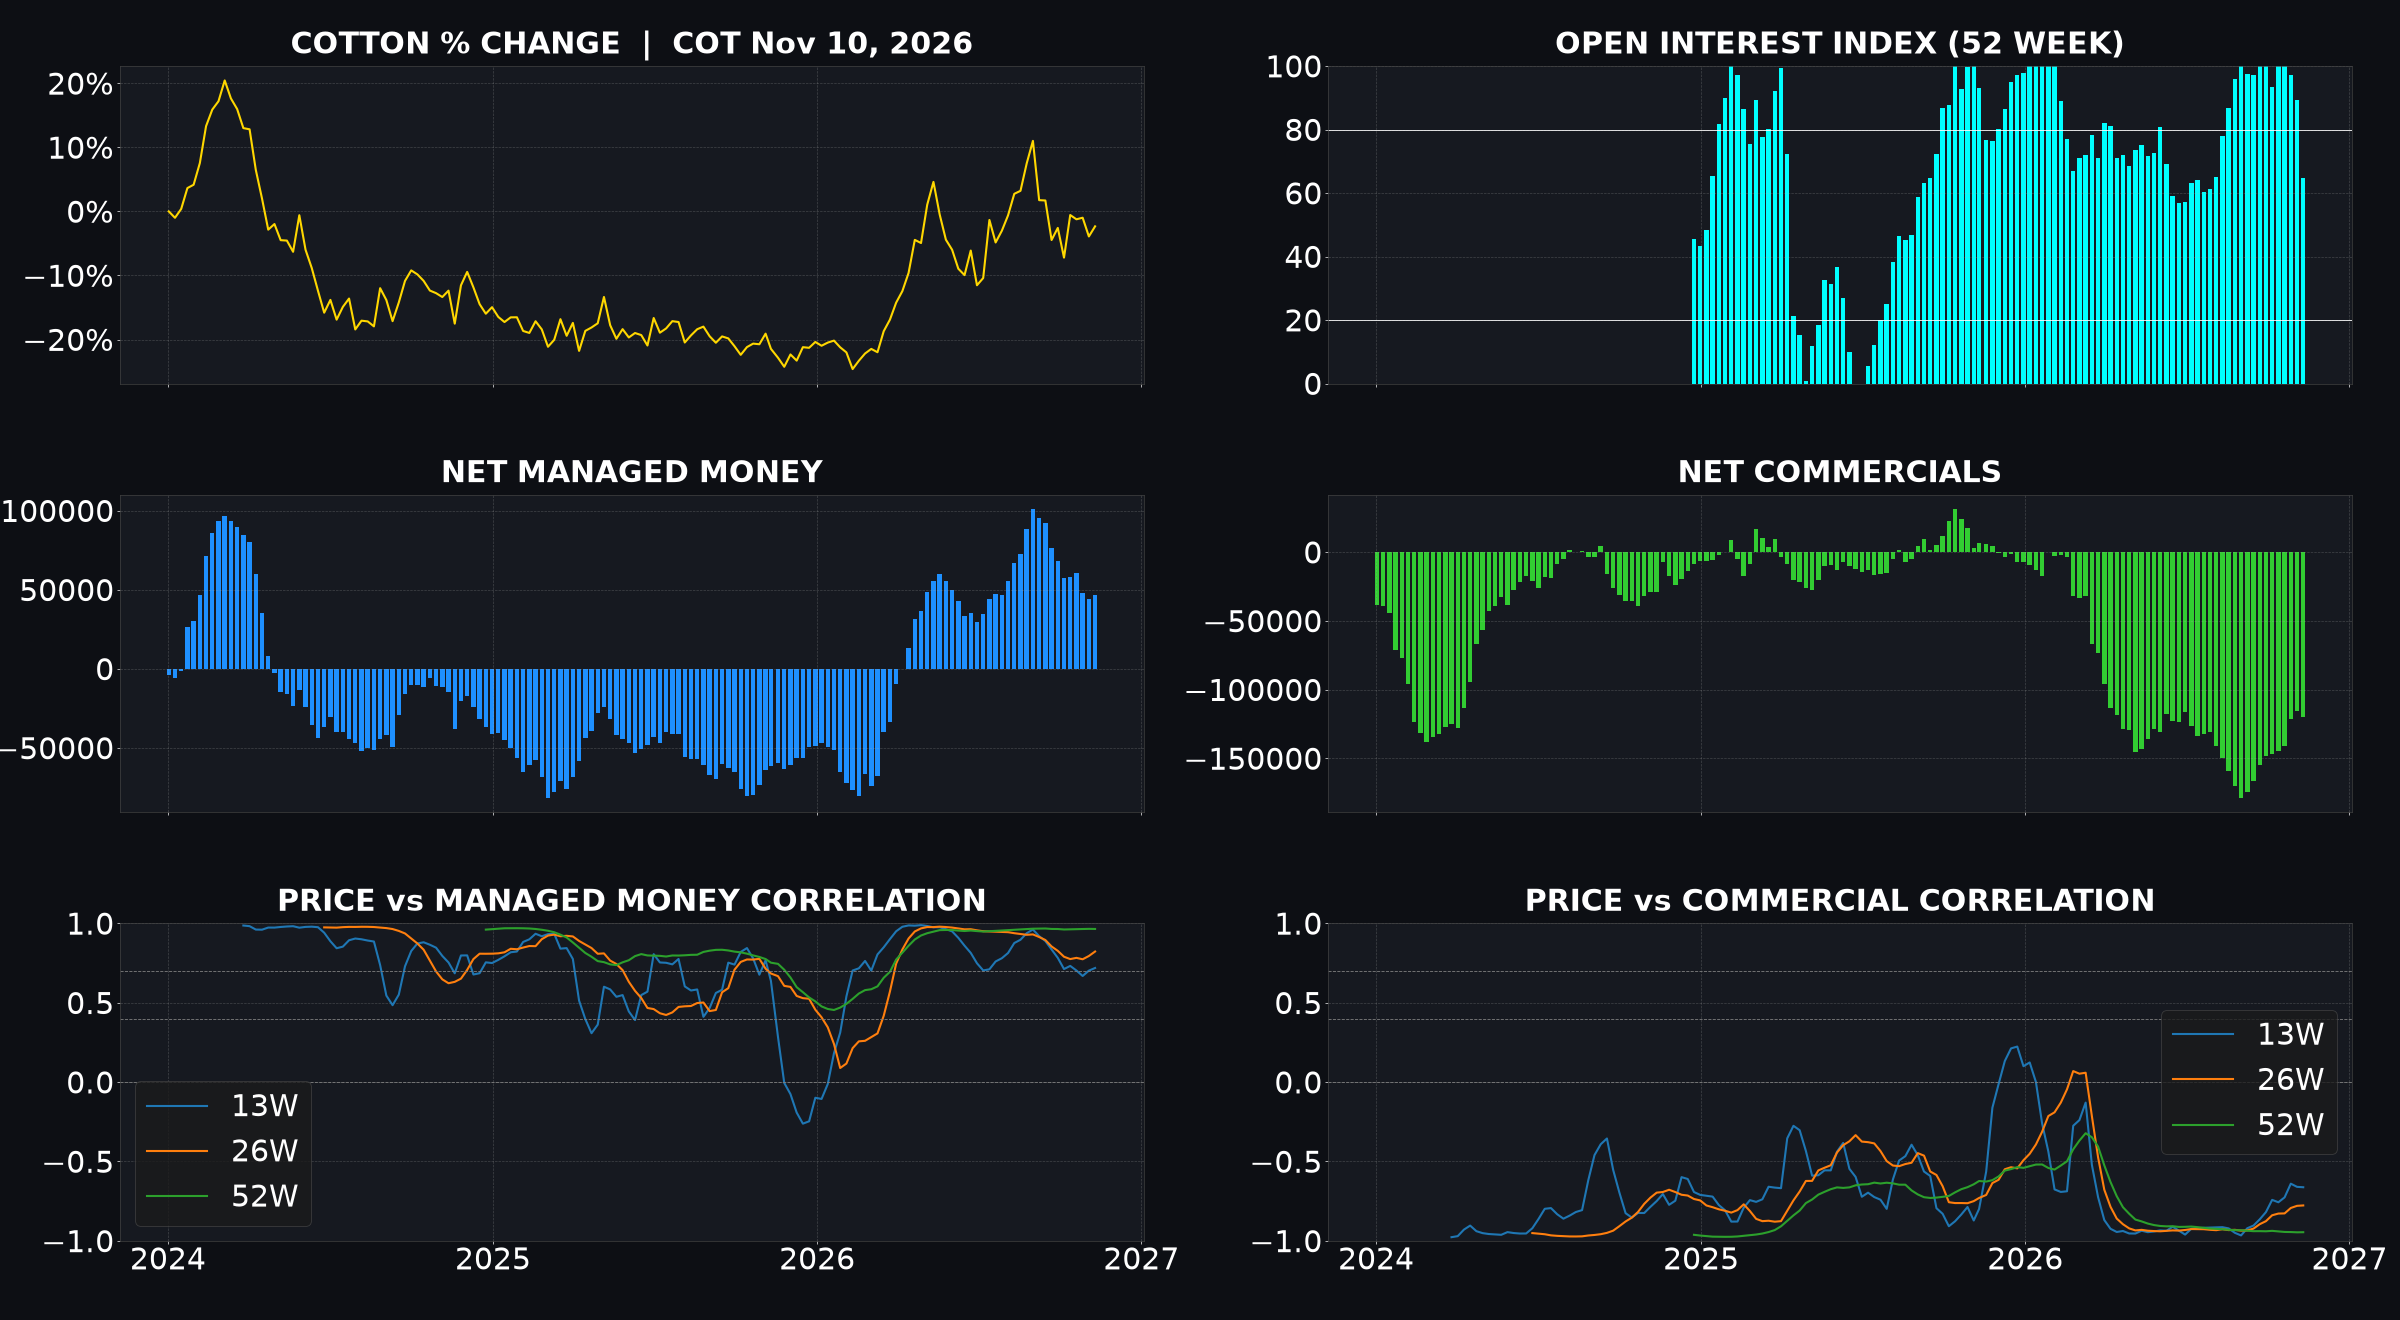 COTTON % CHANGE | COT Nov 10, 2026
20%
10%
0%
−10%
−20%
OPEN INTEREST INDEX (52 WEEK)
100
80
60
40
20
0
NET MANAGED MONEY
100000
50000
0
−50000
NET COMMERCIALS
0
−50000
−100000
−150000
PRICE vs MANAGED MONEY CORRELATION
1.0
0.5
0.0
−0.5
−1.0
13W
26W
52W
2024 2025 2026 2027
PRICE vs COMMERCIAL CORRELATION
1.0
0.5
0.0
−0.5
−1.0
13W
26W
52W
2024 2025 2026 2027